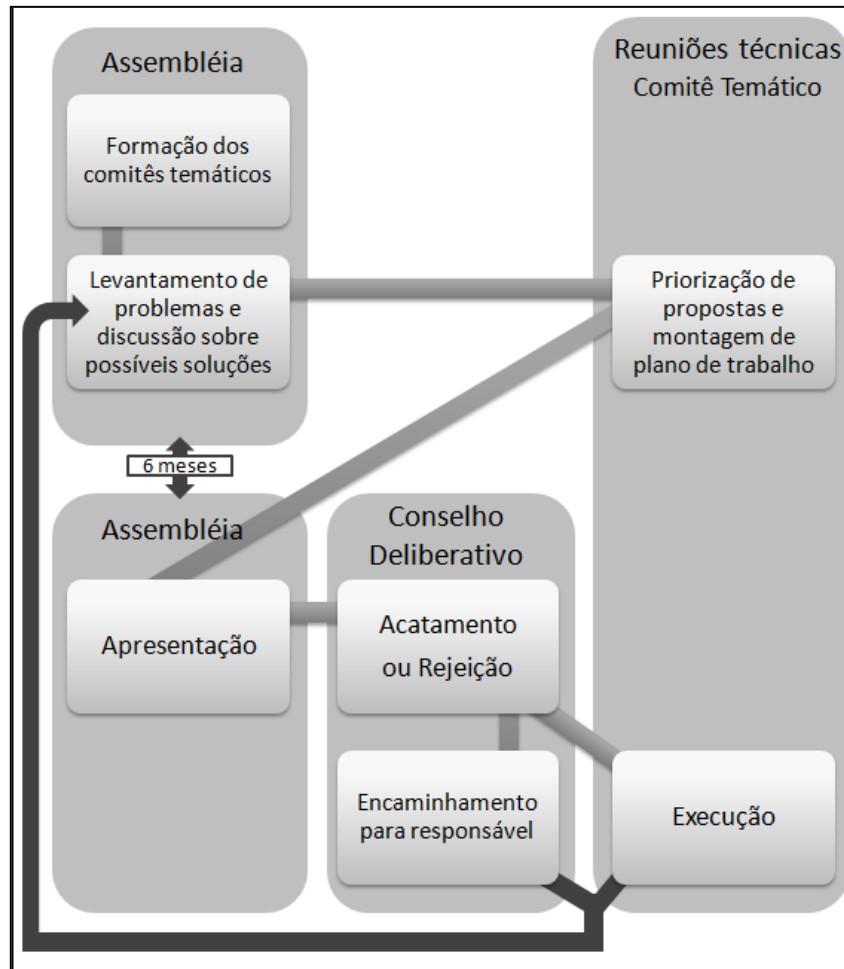 Assembléia
Formação dos
comitês temáticos
Levantamento de
problemas e
discussão sobre
possíveis soluções
Reuniões técnicas
Comitê Temático
Priorização de
propostas e
montagem de
plano de trabalho
6 meses
Assembléia
Apresentação
Conselho
Deliberativo
Acatamento
ou Rejeição
Encaminhamento
para responsável
Execução